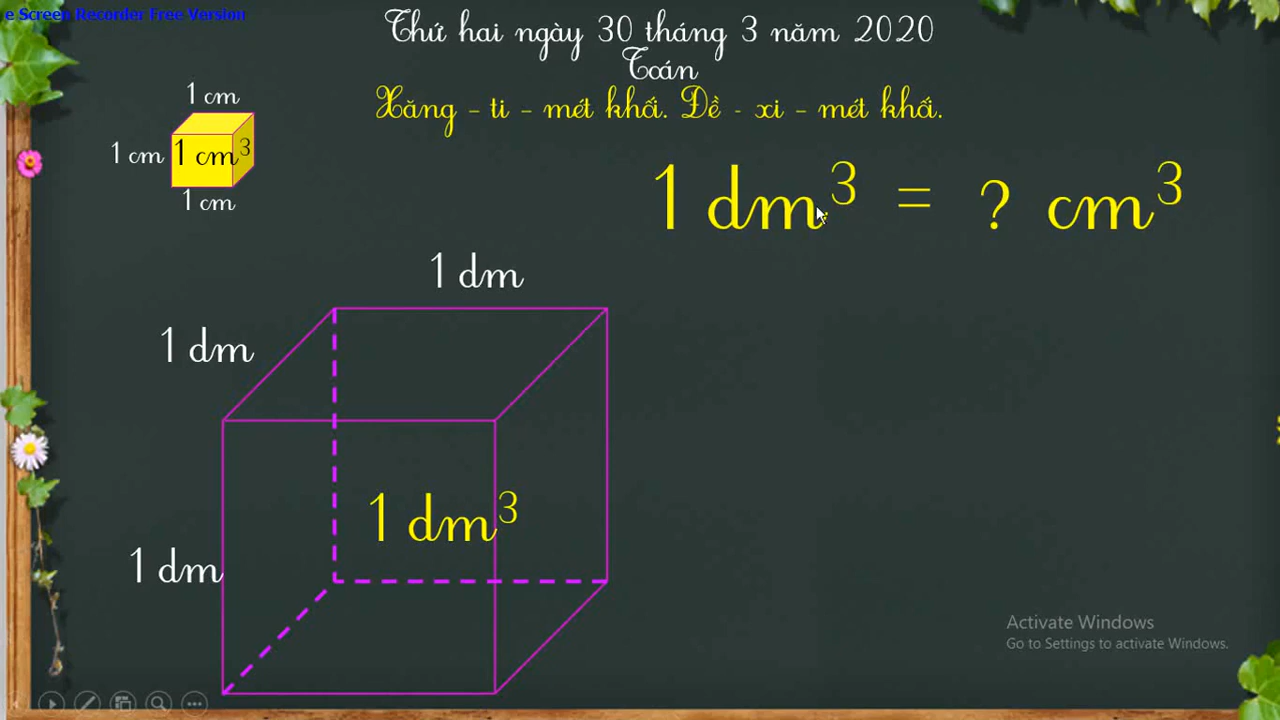 e Screen Recorder Free Version
Thứ hai ngày 30 tháng 3 năm 2020
Toán
Xăng - ti - mét khối. Đề - xi - mét khối.
1 cm
1 cm
1 cm³
1 cm
1 dm³ = ? cm³
1 dm
1 dm
1 dm³
1 dm
Activate Windows
Go to Settings to activate Windows.